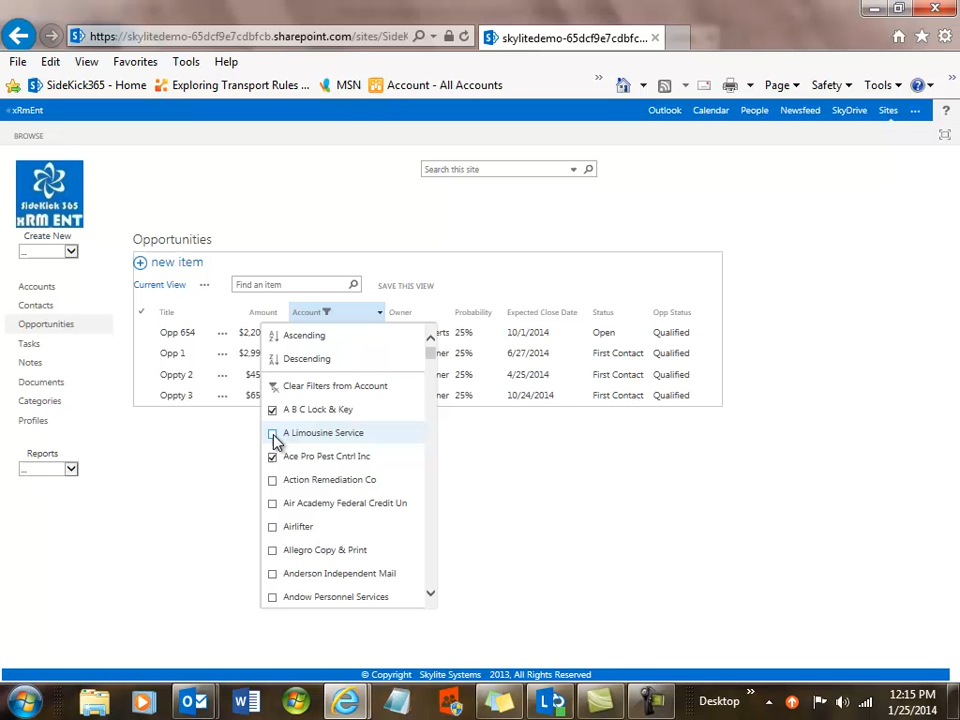 https://skylitedemo-65dcf9e7cdbfcb.sharepoint.com/sites/SideK
skylitedemo-65dcf9e7cdbfc...
File Edit View Favorites Tools Help
SideKick365 - Home Exploring Transport Rules ... MSN Account - All Accounts
Page Safety Tools
xRmEnt
Outlook Calendar People Newsfeed SkyDrive Sites ... ?
BROWSE
SideKick 365
xRM ENT
Search this site
Create New
Opportunities
new item
Current View ... Find an item SAVE THIS VIEW
Title Amount Account Owner Probability Expected Close Date Status Opp Status
Opp 654 ... $2,20 erts 25% 10/1/2014 Open Qualified
Opp 1 ... $2,99 ner 25% 6/27/2014 First Contact Qualified
Oppty 2 ... $45 ner 25% 4/25/2014 First Contact Qualified
Oppty 3 ... $65 ner 25% 10/24/2014 First Contact Qualified
Ascending
Descending
Clear Filters from Account
A B C Lock & Key
A Limousine Service
Ace Pro Pest Cntrl Inc
Action Remediation Co
Air Academy Federal Credit Un
Airlifter
Allegro Copy & Print
Anderson Independent Mail
Andow Personnel Services
Accounts
Contacts
Opportunities
Tasks
Notes
Documents
Categories
Profiles
Reports
© Copyright Skylite Systems 2013, All Rights Reserved
Desktop
12:15 PM
1/25/2014